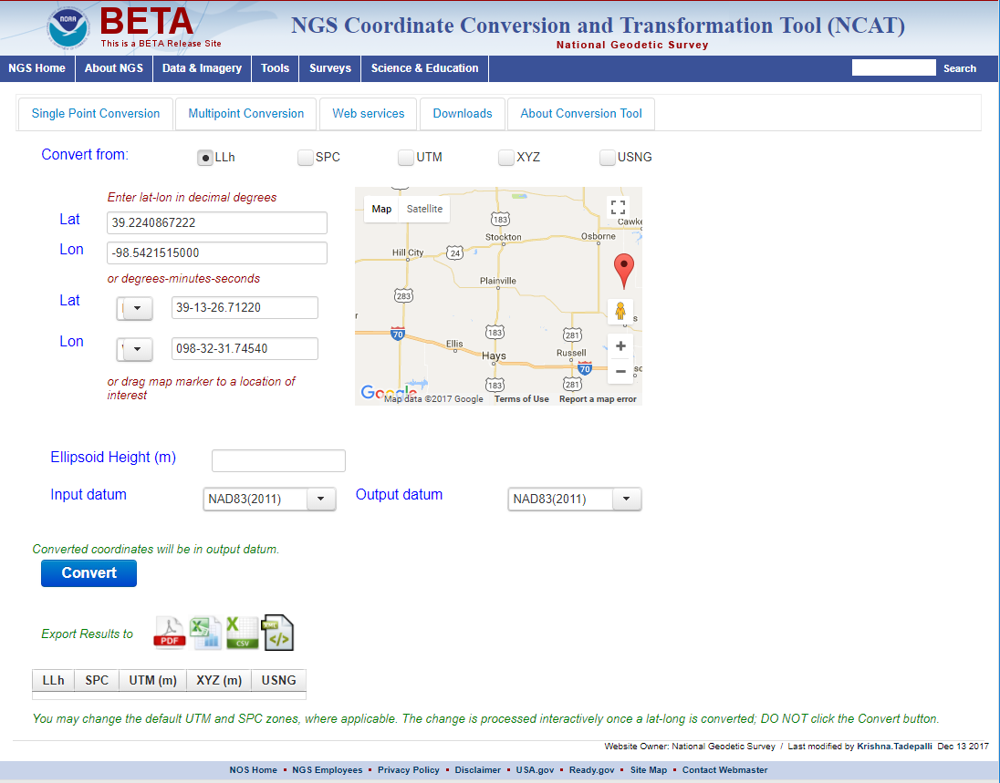 NOAA
BETA
This is a BETA Release Site
NGS Coordinate Conversion and Transformation Tool (NCAT)
National Geodetic Survey
NGS Home About NGS Data & Imagery Tools Surveys Science & Education Search
Single Point Conversion Multipoint Conversion Web services Downloads About Conversion Tool
Convert from: LLh SPC UTM XYZ USNG
Enter lat-lon in decimal degrees
Lat 39.2240867222
Lon -98.5421515000
or degrees-minutes-seconds
Lat 39-13-26.71220
Lon 098-32-31.74540
or drag map marker to a location of
interest
Map Satellite
183
Cawke
Stockton Osborne
Hill City 24
Plainville
283
70 183 281
Ellis
Hays Russell
70
183 281
Google Map data ©2017 Google Terms of Use Report a map error
+
−
Ellipsoid Height (m)
Input datum NAD83(2011) Output datum NAD83(2011)
Converted coordinates will be in output datum.
Convert
Export Results to PDF X CSV </>
LLh SPC UTM (m) XYZ (m) USNG
You may change the default UTM and SPC zones, where applicable. The change is processed interactively once a lat-long is converted; DO NOT click the Convert button.
Website Owner: National Geodetic Survey / Last modified by Krishna.Tadepalli Dec 13 2017
NOS Home ▪ NGS Employees ▪ Privacy Policy ▪ Disclaimer ▪ USA.gov ▪ Ready.gov ▪ Site Map ▪ Contact Webmaster